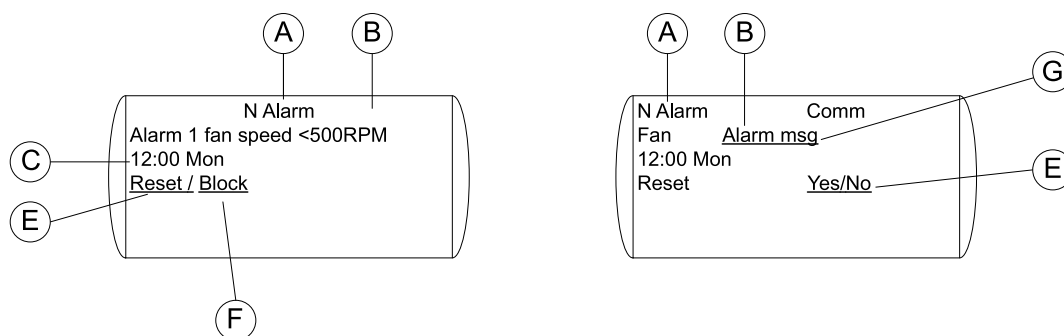 A
B
N Alarm
Alarm 1 fan speed <500RPM
C
12:00 Mon
Reset / Block
E
F
A
B
G
N Alarm Comm
Fan Alarm msg
12:00 Mon
Reset Yes/No
E